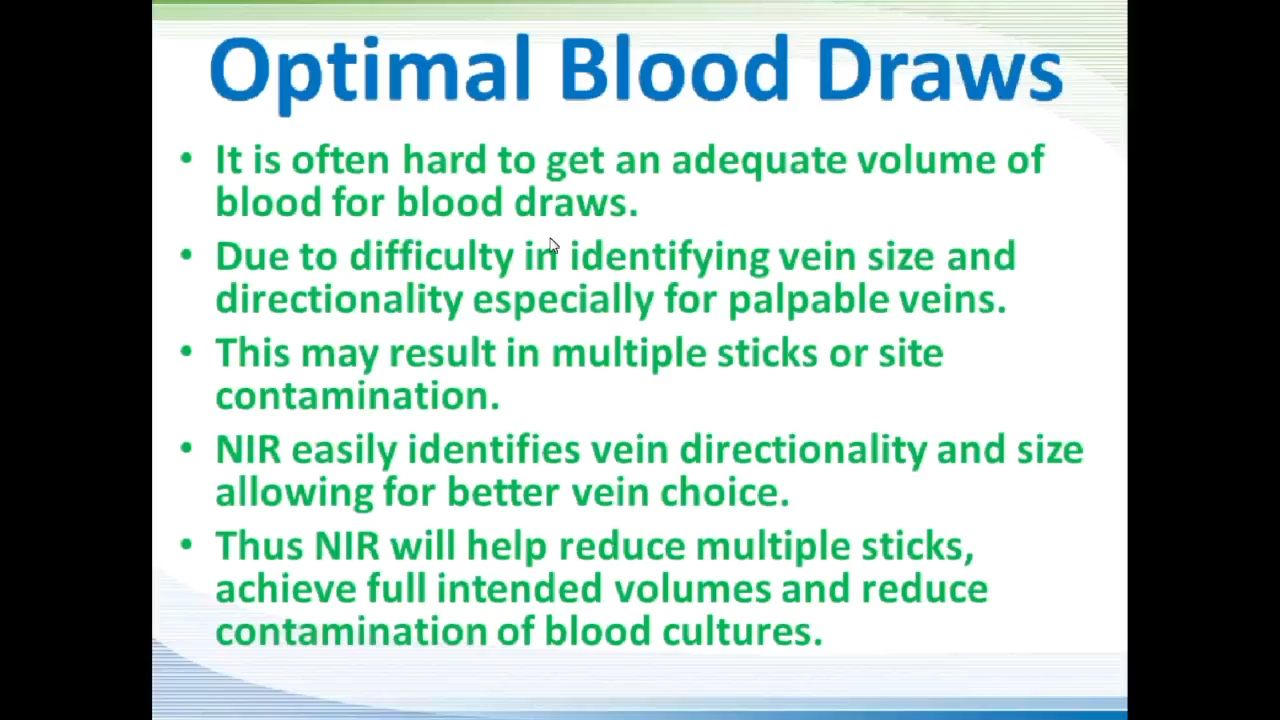 Optimal Blood Draws
• It is often hard to get an adequate volume of
blood for blood draws.
• Due to difficulty in identifying vein size and
directionality especially for palpable veins.
• This may result in multiple sticks or site
contamination.
• NIR easily identifies vein directionality and size
allowing for better vein choice.
• Thus NIR will help reduce multiple sticks,
achieve full intended volumes and reduce
contamination of blood cultures.